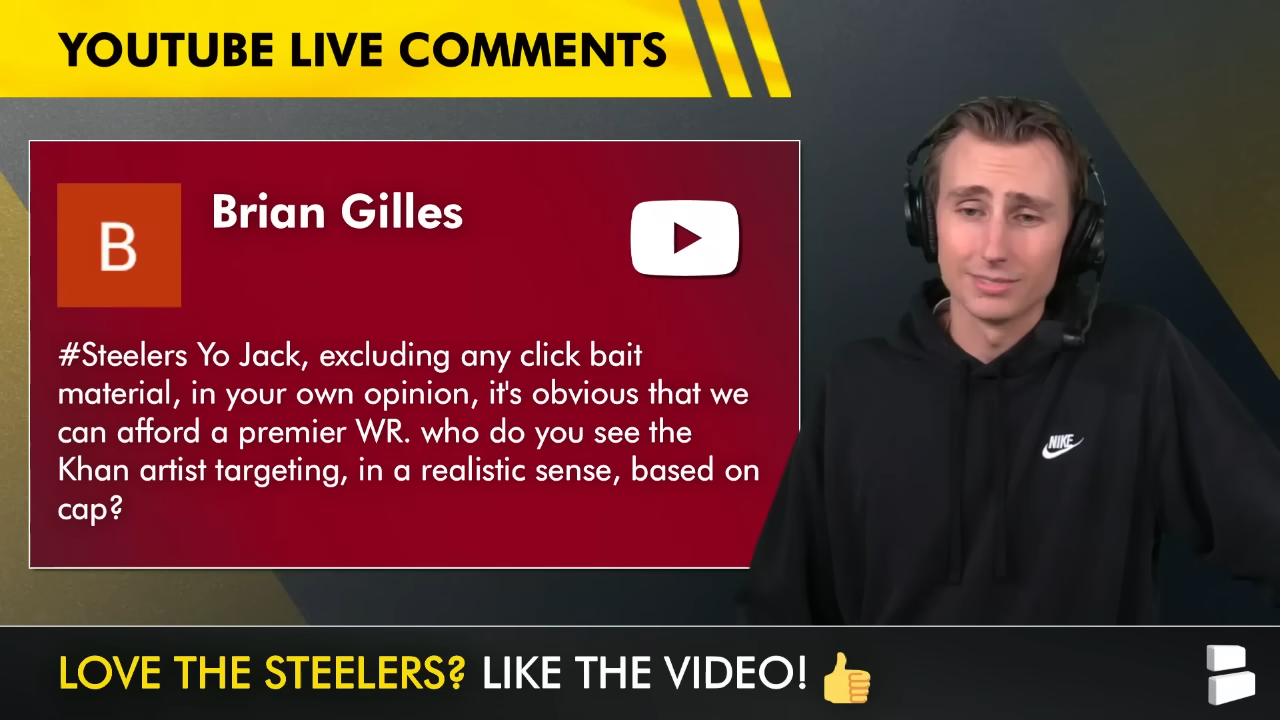 YOUTUBE LIVE COMMENTS
B
Brian Gilles
#Steelers Yo Jack, excluding any click bait
material, in your own opinion, it's obvious that we
can afford a premier WR. who do you see the
Khan artist targeting, in a realistic sense, based on
cap?
NIKE
LOVE THE STEELERS? LIKE THE VIDEO!